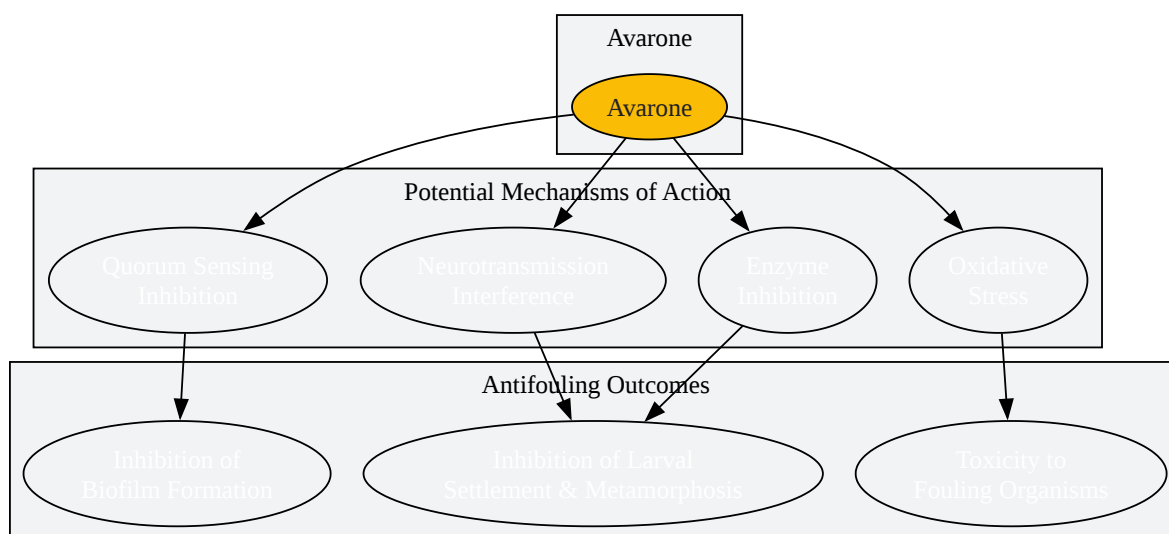 Avarone
Avarone
Potential Mechanisms of Action
Quorum Sensing
Inhibition
Neurotransmission
Interference
Enzyme
Inhibition
Oxidative
Stress
Antifouling Outcomes
Inhibition of
Biofilm Formation
Inhibition of Larval
Settlement & Metamorphosis
Toxicity to
Fouling Organisms